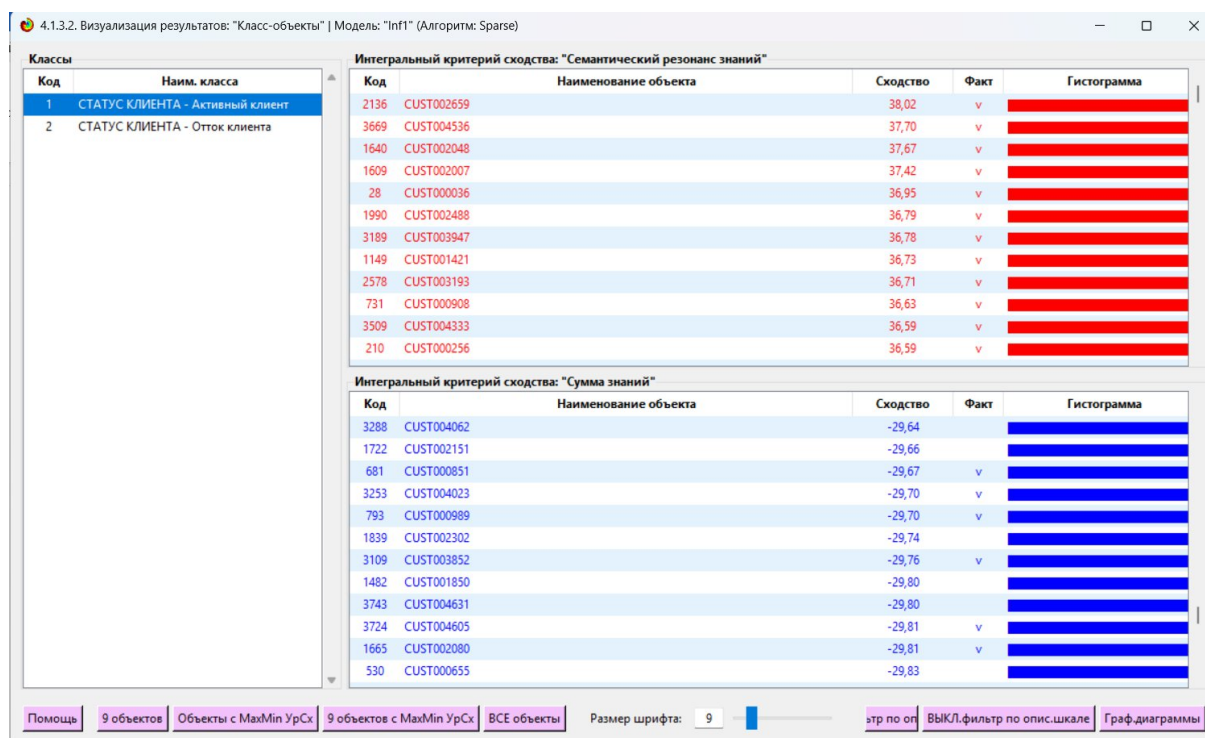 4.1.3.2. Визуализация результатов: "Класс-объекты" | Модель: "Inf1" (Алгоритм: Sparse)
Классы
Код Наим. класса
1 СТАТУС КЛИЕНТА - Активный клиент
2 СТАТУС КЛИЕНТА - Отток клиента
Интегральный критерий сходства: "Семантический резонанс знаний"
Код Наименование объекта Сходство Факт Гистограмма
2136 CUST002659 38,02 v
3669 CUST004536 37,70 v
1640 CUST002048 37,67 v
1609 CUST002007 37,42 v
28 CUST000036 36,95 v
1990 CUST002488 36,79 v
3189 CUST003947 36,78 v
1149 CUST001421 36,73 v
2578 CUST003193 36,71 v
731 CUST000908 36,63 v
3509 CUST004333 36,59 v
210 CUST000256 36,59 v
Интегральный критерий сходства: "Сумма знаний"
Код Наименование объекта Сходство Факт Гистограмма
3288 CUST004062 -29,64
1722 CUST002151 -29,66
681 CUST000851 -29,67 v
3253 CUST004023 -29,70 v
793 CUST000989 -29,70 v
1839 CUST002302 -29,74
3109 CUST003852 -29,76 v
1482 CUST001850 -29,80
3743 CUST004631 -29,80
3724 CUST004605 -29,81 v
1665 CUST002080 -29,81 v
530 CUST000655 -29,83
Помощь 9 объектов Объекты с MaxMin УрСх 9 объектов с MaxMin УрСх ВСЕ объекты Размер шрифта: 9 ьтр по оп ВЫКЛ.фильтр по опис.шкале Граф.диаграммы